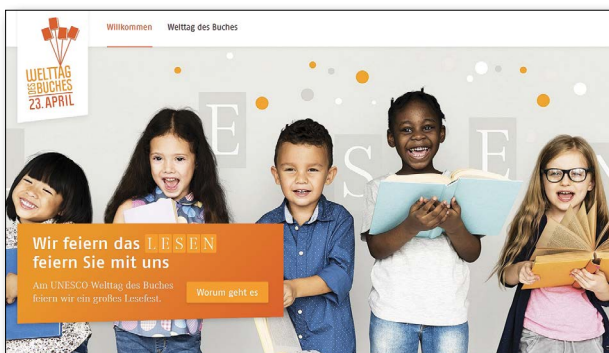 Willkommen Welttag des Buches
WELTTAG
DES BUCHES
23. APRIL
L E S E N
Wir feiern das LESEN
feiern Sie mit uns
Am UNESCO Welttag des Buches
feiern wir ein großes Lesefest.
Worum geht es